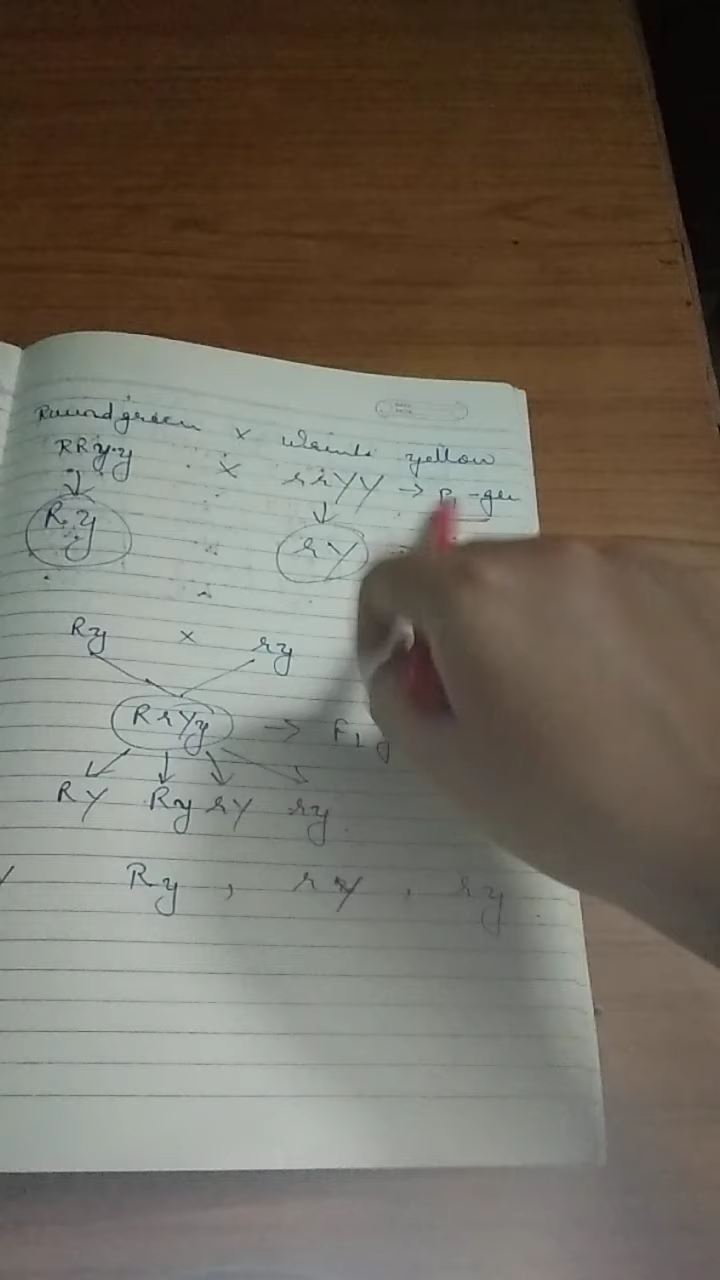 Round green x yellow
RRyy x rrYY → P1 - gen
Ry rY
Ry x ry
RrYy → F1 g
RY Ry rY ry
Ry , rY , ry